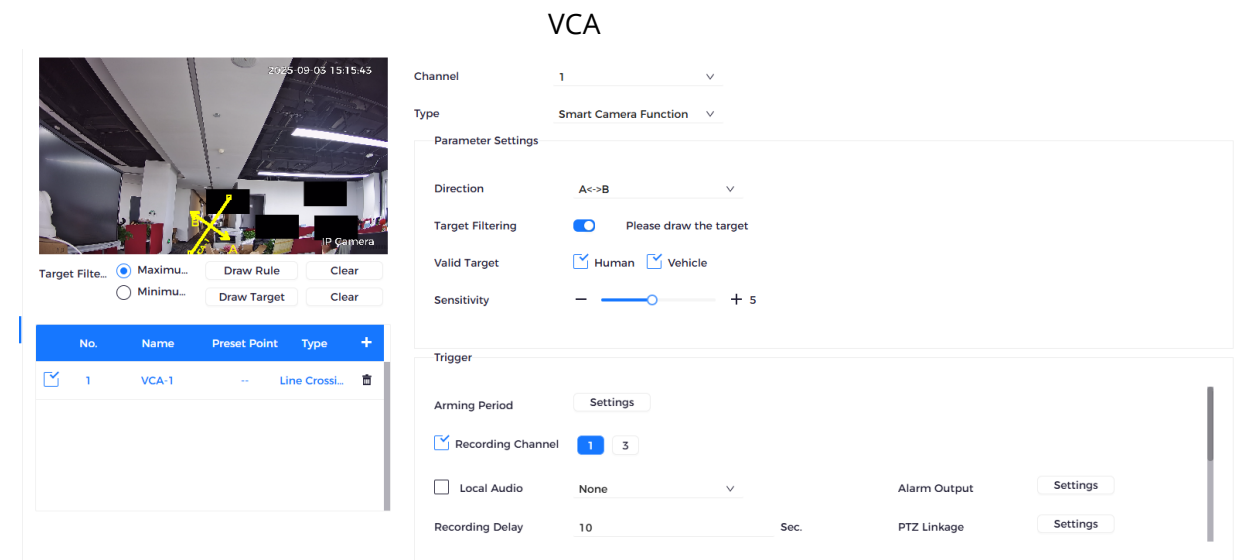 VCA
2025-09-03 15:15:43
IP Camera
B
A
Target Filte...
Maximu...
Draw Rule
Clear
Minimu...
Draw Target
Clear
No. Name Preset Point Type +
1 VCA-1 -- Line Crossi...
Channel 1
Type Smart Camera Function
Parameter Settings
Direction A<->B
Target Filtering Please draw the target
Valid Target Human Vehicle
Sensitivity 5
Trigger
Arming Period Settings
Recording Channel 1 3
Local Audio None Alarm Output Settings
Recording Delay 10 Sec. PTZ Linkage Settings